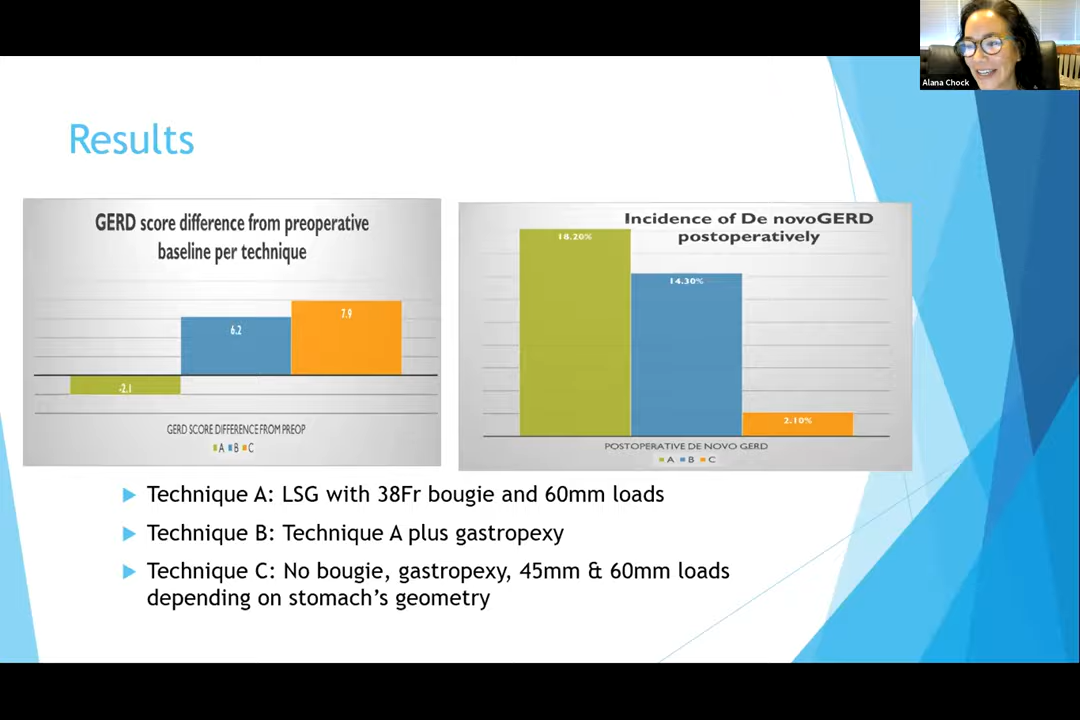 Alana Chock
Results
GERD score difference from preoperative
baseline per technique
-2.1
6.2
7.9
GERD SCORE DIFFERENCE FROM PREOP
A B C
Incidence of De novoGERD
postoperatively
18.20%
14.30%
2.10%
POSTOPERATIVE DE NOVO GERD
A B C
Technique A: LSG with 38Fr bougie and 60mm loads
Technique B: Technique A plus gastropexy
Technique C: No bougie, gastropexy, 45mm & 60mm loads
depending on stomach's geometry